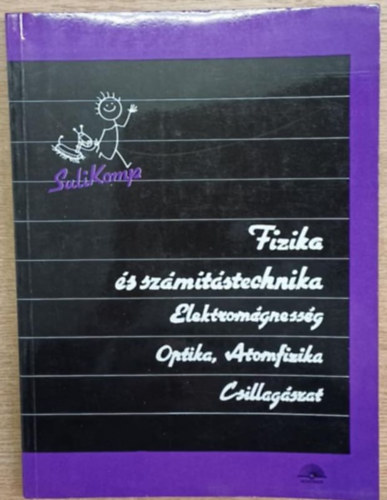 SuliKomp
Fizika
és számítástechnika
Elektromágnesség
Optika, Atomfizika
Csillagászat